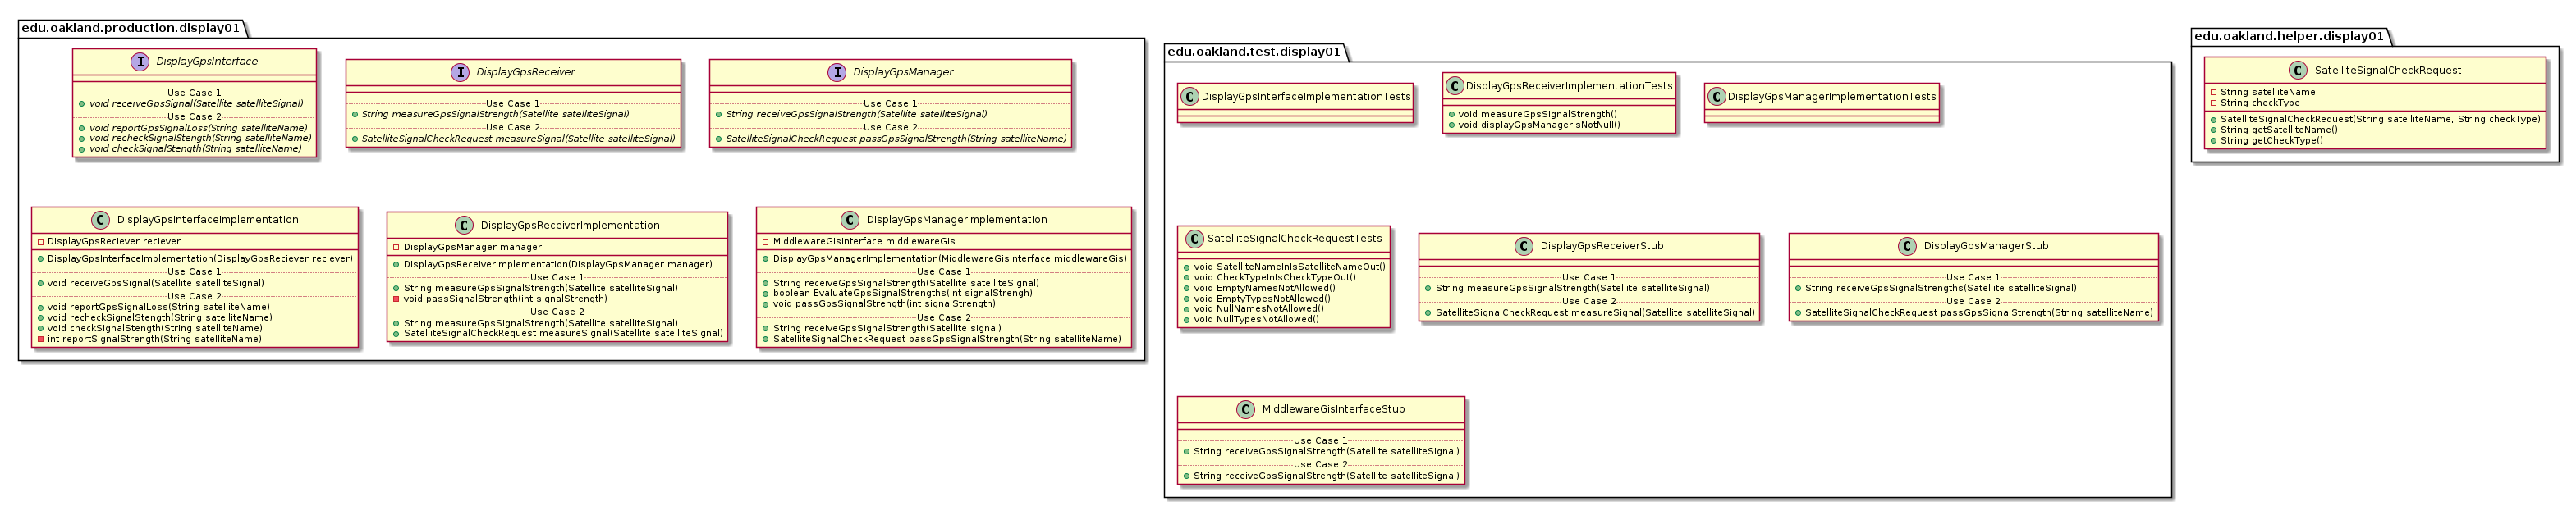 edu.oakland.production.display01
I DisplayGpsInterface
Use Case 1
void receiveGpsSignal(Satellite satelliteSignal)
Use Case 2
void reportGpsSignalLoss(String satelliteName)
void recheckSignalStength(String satelliteName)
void checkSignalStength(String satelliteName)
I DisplayGpsReceiver
Use Case 1
String measureGpsSignalStrength(Satellite satelliteSignal)
Use Case 2
SatelliteSignalCheckRequest measureSignal(Satellite satelliteSignal)
I DisplayGpsManager
Use Case 1
String receiveGpsSignalStrength(Satellite satelliteSignal)
Use Case 2
SatelliteSignalCheckRequest passGpsSignalStrength(String satelliteName)
C DisplayGpsInterfaceImplementation
DisplayGpsReciever reciever
DisplayGpsInterfaceImplementation(DisplayGpsReciever reciever)
Use Case 1
void receiveGpsSignal(Satellite satelliteSignal)
Use Case 2
void reportGpsSignalLoss(String satelliteName)
void recheckSignalStength(String satelliteName)
void checkSignalStength(String satelliteName)
int reportSignalStrength(String satelliteName)
C DisplayGpsReceiverImplementation
DisplayGpsManager manager
DisplayGpsReceiverImplementation(DisplayGpsManager manager)
Use Case 1
String measureGpsSignalStrength(Satellite satelliteSignal)
void passSignalStrength(int signalStrength)
Use Case 2
String measureGpsSignalStrength(Satellite satelliteSignal)
SatelliteSignalCheckRequest measureSignal(Satellite satelliteSignal)
C DisplayGpsManagerImplementation
MiddlewareGisInterface middlewareGis
DisplayGpsManagerImplementation(MiddlewareGisInterface middlewareGis)
Use Case 1
String receiveGpsSignalStrength(Satellite satelliteSignal)
boolean EvaluateGpsSignalStrengths(int signalStrengh)
void passGpsSignalStrength(int signalStrength)
Use Case 2
String receiveGpsSignalStrength(Satellite signal)
SatelliteSignalCheckRequest passGpsSignalStrength(String satelliteName)
edu.oakland.test.display01
C DisplayGpsInterfaceImplementationTests
C DisplayGpsReceiverImplementationTests
void measureGpsSignalStrength()
void displayGpsManagerIsNotNull()
C DisplayGpsManagerImplementationTests
C SatelliteSignalCheckRequestTests
void SatelliteNameInIsSatelliteNameOut()
void CheckTypeInIsCheckTypeOut()
void EmptyNamesNotAllowed()
void EmptyTypesNotAllowed()
void NullNamesNotAllowed()
void NullTypesNotAllowed()
C DisplayGpsReceiverStub
Use Case 1
String measureGpsSignalStrength(Satellite satelliteSignal)
Use Case 2
SatelliteSignalCheckRequest measureSignal(Satellite satelliteSignal)
C DisplayGpsManagerStub
Use Case 1
String receiveGpsSignalStrengths(Satellite satelliteSignal)
Use Case 2
SatelliteSignalCheckRequest passGpsSignalStrength(String satelliteName)
C MiddlewareGisInterfaceStub
Use Case 1
String receiveGpsSignalStrength(Satellite satelliteSignal)
Use Case 2
String receiveGpsSignalStrength(Satellite satelliteSignal)
edu.oakland.helper.display01
C SatelliteSignalCheckRequest
String satelliteName
String checkType
SatelliteSignalCheckRequest(String satelliteName, String checkType)
String getSatelliteName()
String getCheckType()